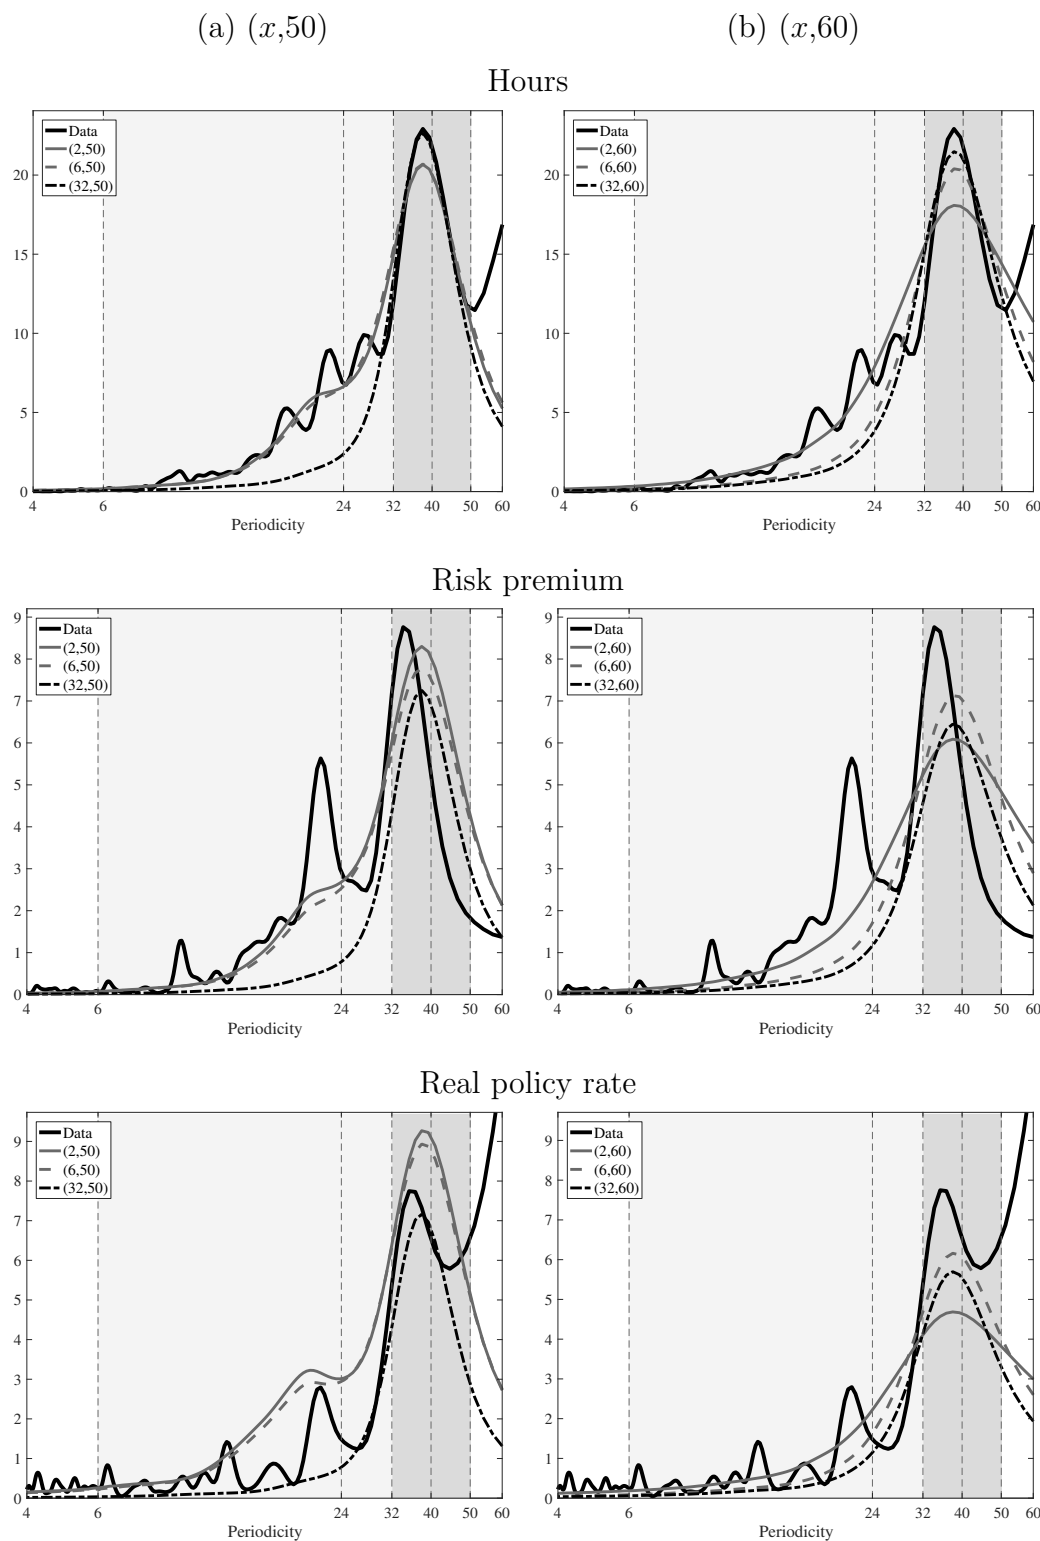 (a) (x,50)
(b) (x,60)
Hours
Data
(2,50)
(6,50)
(32,50)
20
15
10
5
0
4 6 24 32 40 50 60
Periodicity
Data
(2,60)
(6,60)
(32,60)
20
15
10
5
0
4 6 24 32 40 50 60
Periodicity
Risk premium
9
8
7
6
5
4
3
2
1
0
Data
(2,50)
(6,50)
(32,50)
4 6 24 32 40 50 60
Periodicity
9
8
7
6
5
4
3
2
1
0
Data
(2,60)
(6,60)
(32,60)
4 6 24 32 40 50 60
Periodicity
Real policy rate
9
8
7
6
5
4
3
2
1
0
Data
(2,50)
(6,50)
(32,50)
4 6 24 32 40 50 60
Periodicity
9
8
7
6
5
4
3
2
1
0
Data
(2,60)
(6,60)
(32,60)
4 6 24 32 40 50 60
Periodicity